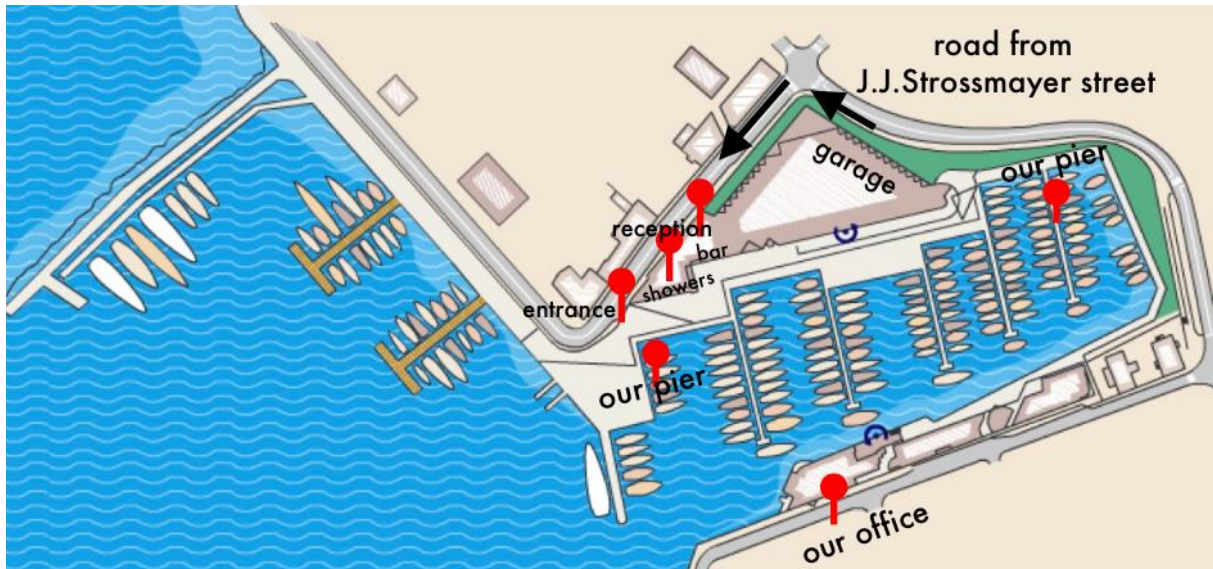 road from
J.J.Strossmayer street
garage
our pier
reception
bar
showers
entrance
our pier
our office